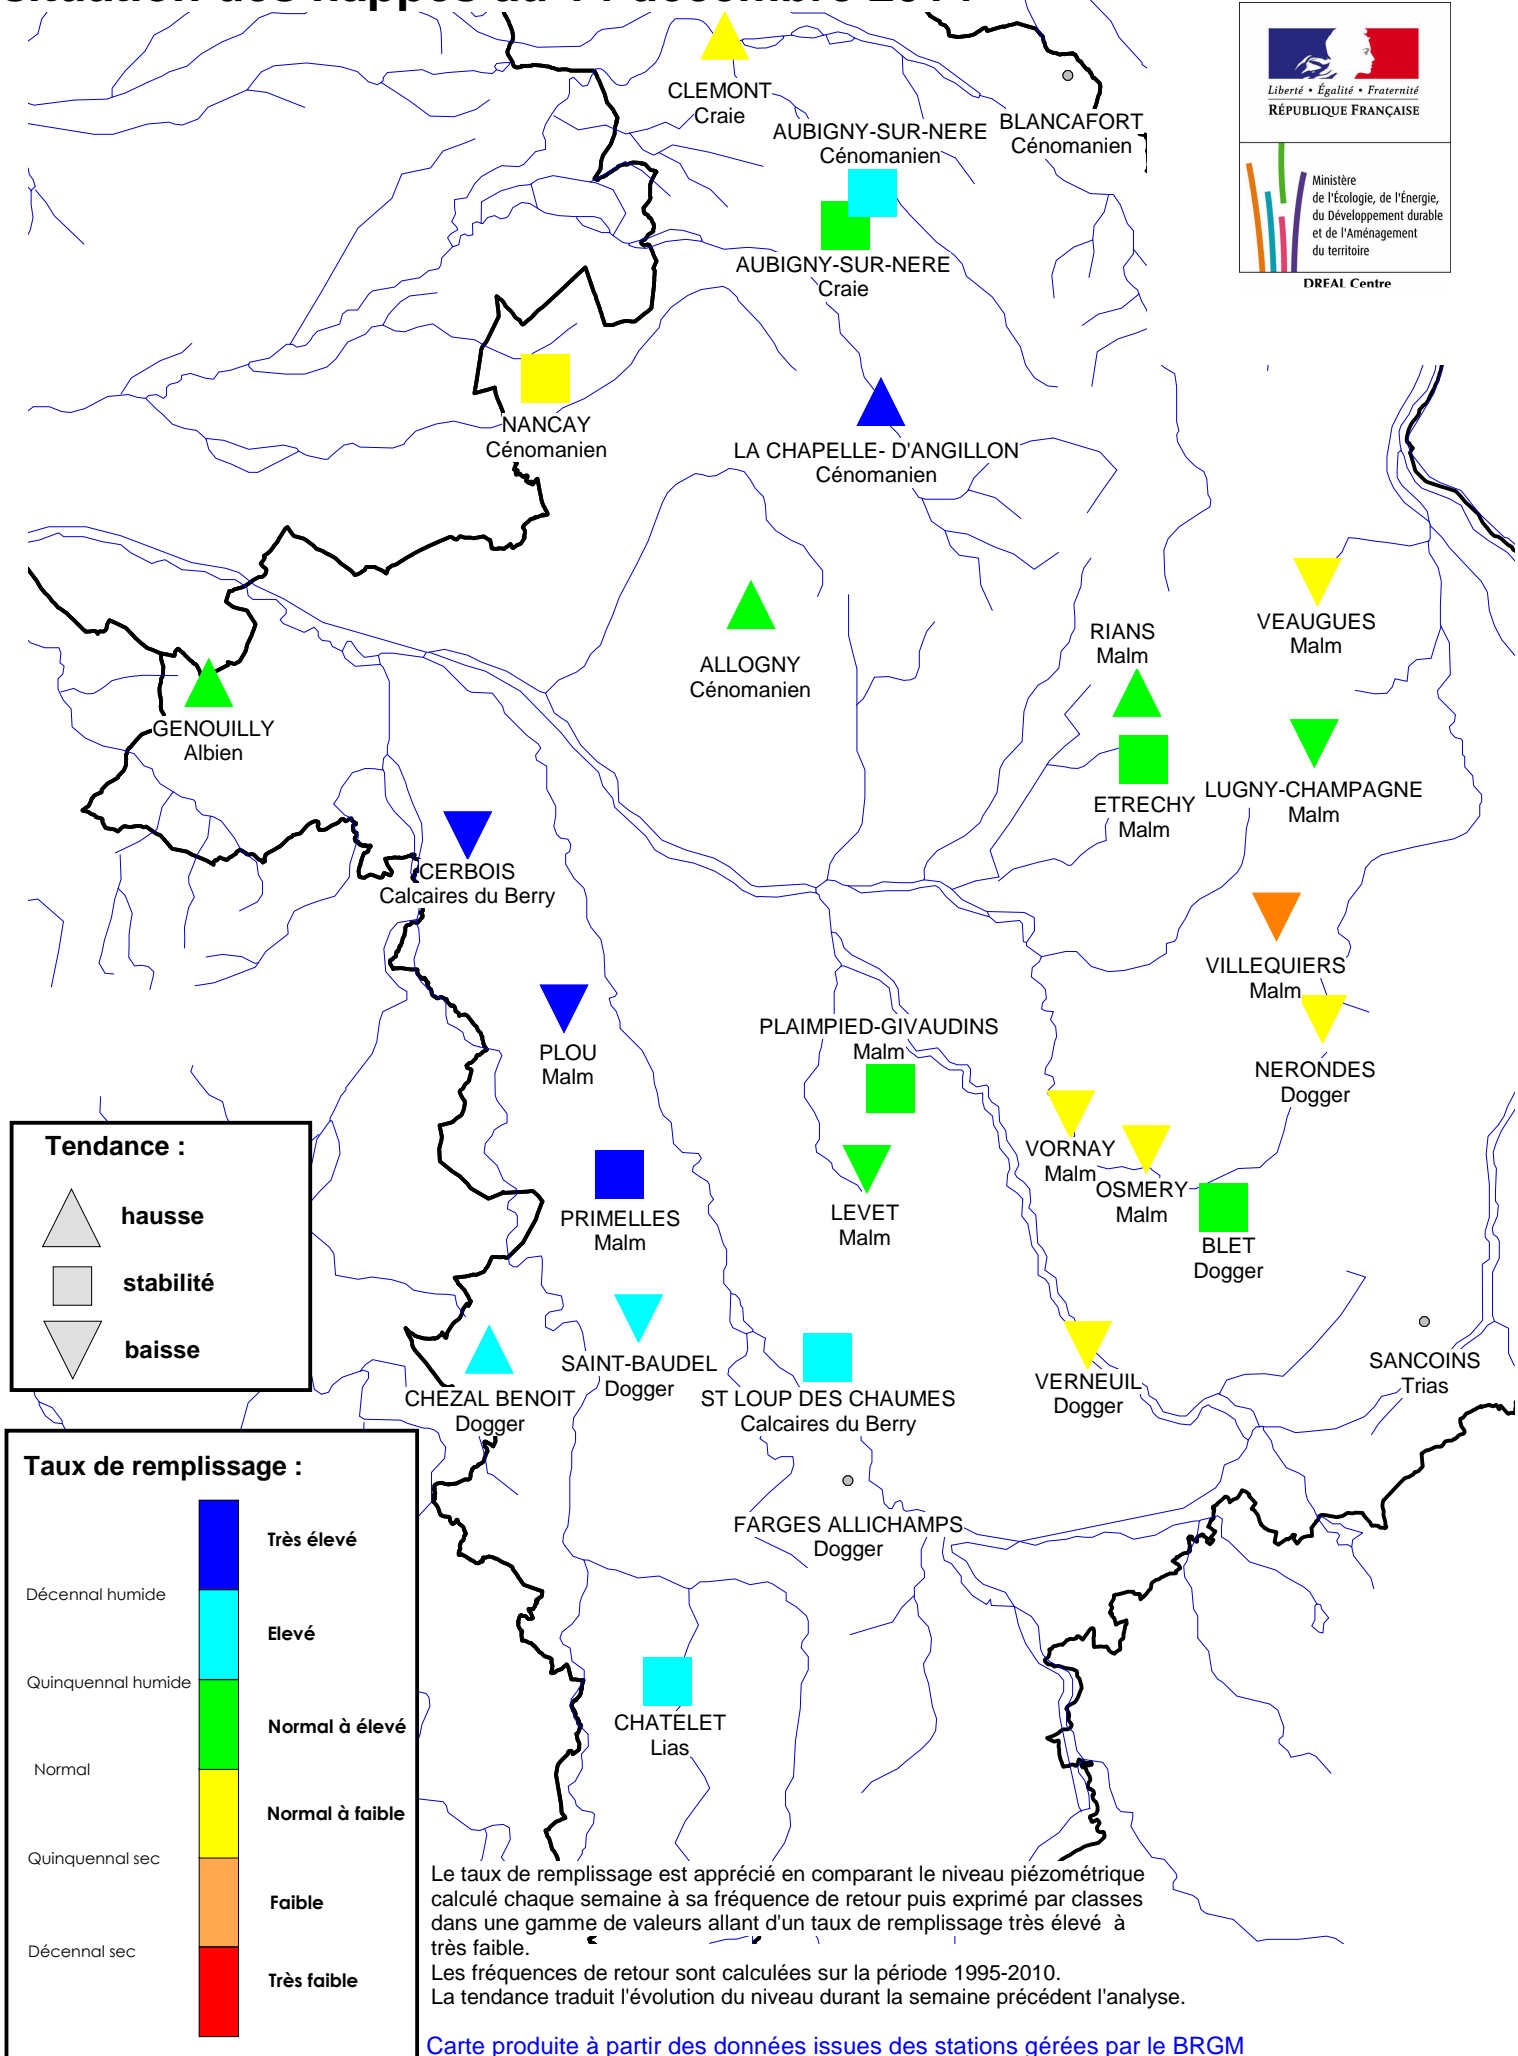 Liberté • Égalité • Fraternité
RÉPUBLIQUE FRANÇAISE
Ministère
de l'Écologie, de l'Énergie,
du Développement durable
et de l'Aménagement
du territoire
DREAL Centre
CLEMONT
Craie
AUBIGNY-SUR-NERE
Cénomanien
BLANCAFORT
Cénomanien
AUBIGNY-SUR-NERE
Craie
NANCAY
Cénomanien
LA CHAPELLE- D'ANGILLON
Cénomanien
ALLOGNY
Cénomanien
RIANS
Malm
VEAUGUES
Malm
GENOUILLY
Albien
ETRECHY
Malm
LUGNY-CHAMPAGNE
Malm
CERBOIS
Calcaires du Berry
VILLEQUIERS
Malm
PLOU
Malm
PLAIMPIED-GIVAUDINS
Malm
NERONDES
Dogger
VORNAY
Malm
OSMERY
Malm
PRIMELLES
Malm
LEVET
Malm
BLET
Dogger
Tendance :
hausse
stabilité
baisse
CHEZAL BENOIT
Dogger
SAINT-BAUDEL
Dogger
ST LOUP DES CHAUMES
Calcaires du Berry
VERNEUIL
Dogger
SANCOINS
Trias
FARGES ALLICHAMPS
Dogger
CHATELET
Lias
Taux de remplissage :
Très élevé
Décennal humide
Elevé
Quinquennal humide
Normal à élevé
Normal
Normal à faible
Quinquennal sec
Faible
Décennal sec
Très faible
Le taux de remplissage est apprécié en comparant le niveau piézométrique
calculé chaque semaine à sa fréquence de retour puis exprimé par classes
dans une gamme de valeurs allant d'un taux de remplissage très élevé à
très faible.
Les fréquences de retour sont calculées sur la période 1995-2010.
La tendance traduit l'évolution du niveau durant la semaine précédent l'analyse.
Carte produite à partir des données issues des stations gérées par le BRGM